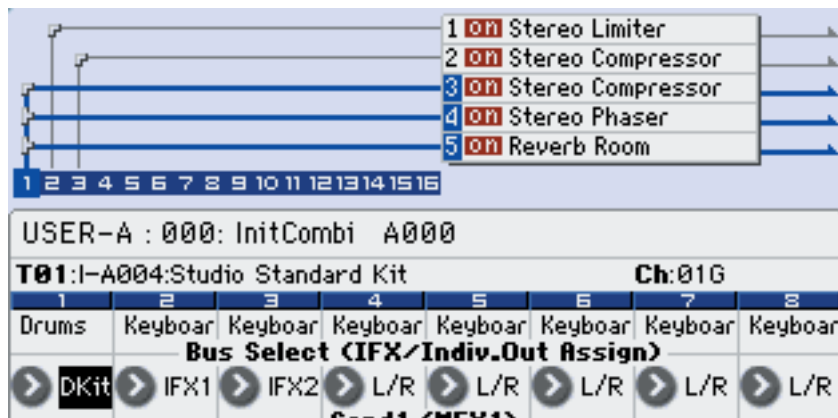 1 on Stereo Limiter
2 on Stereo Compressor
3 on Stereo Compressor
4 on Stereo Phaser
5 on Reverb Room
1 2 3 4 5 6 7 8 9 10 11 12 13 14 15 16
USER-A : 000: InitCombi A000
T01:I-A004:Studio Standard Kit Ch:01G
1 2 3 4 5 6 7 8
Drums Keyboar Keyboar Keyboar Keyboar Keyboar Keyboar Keyboar
Bus Select (IFX/Indiv.Out Assign)
DKit IFX1 IFX2 L/R L/R L/R L/R L/R
Send1 (MFX1)